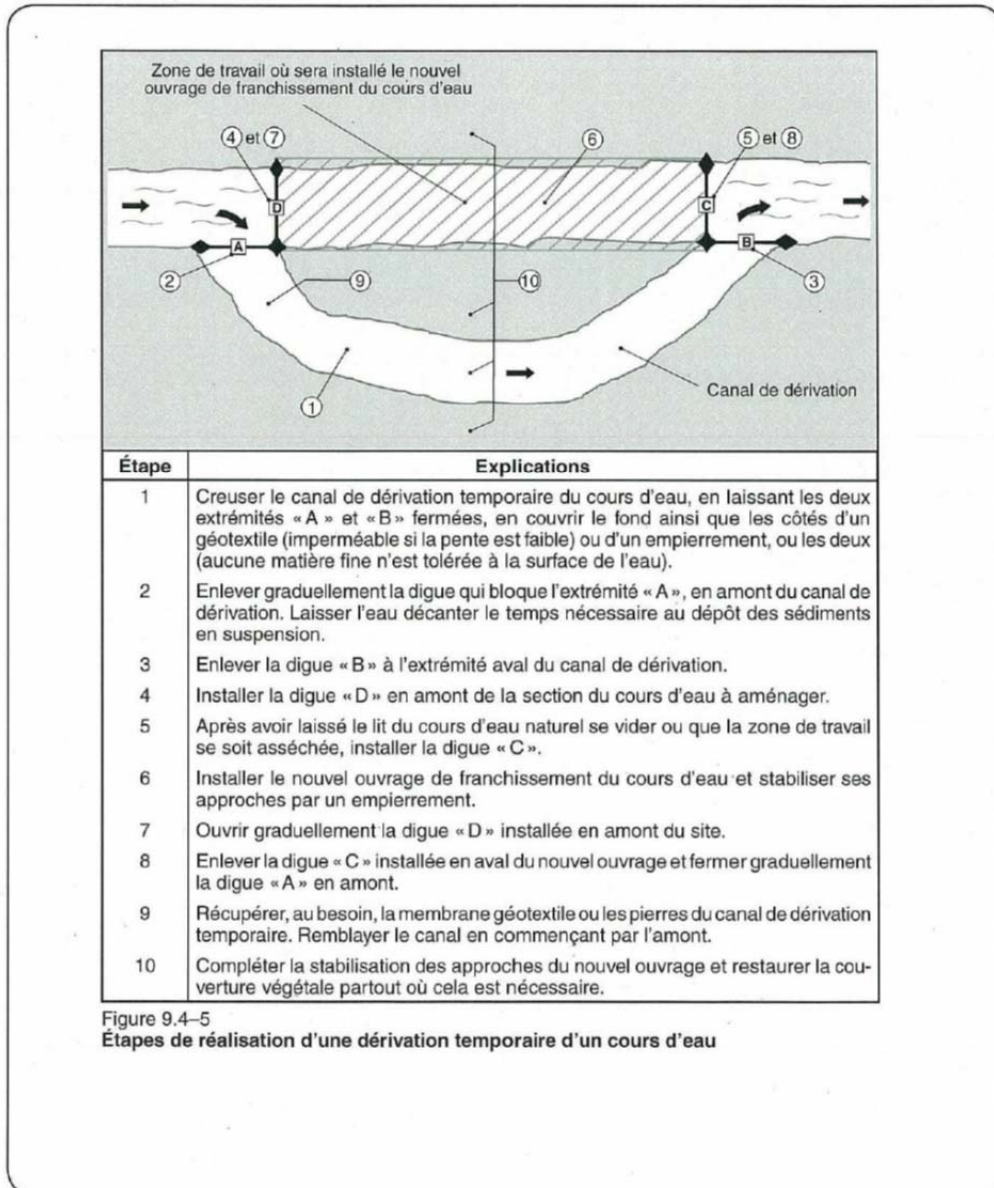 Zone de travail où sera installé le nouvel
ouvrage de franchissement du cours d'eau
4 et 7
6
5 et 8
D
C
A
B
2
9
10
3
1
Canal de dérivation
Étape Explications
1 Creuser le canal de dérivation temporaire du cours d'eau, en laissant les deux
extrémités « A » et « B » fermées, en couvrir le fond ainsi que les côtés d'un
géotextile (imperméable si la pente est faible) ou d'un empierrement, ou les deux
(aucune matière fine n'est tolérée à la surface de l'eau).
2 Enlever graduellement la digue qui bloque l'extrémité « A », en amont du canal de
dérivation. Laisser l'eau décanter le temps nécessaire au dépôt des sédiments
en suspension.
3 Enlever la digue « B » à l'extrémité aval du canal de dérivation.
4 Installer la digue « D » en amont de la section du cours d'eau à aménager.
5 Après avoir laissé le lit du cours d'eau naturel se vider ou que la zone de travail
se soit asséchée, installer la digue « C ».
6 Installer le nouvel ouvrage de franchissement du cours d'eau et stabiliser ses
approches par un empierrement.
7 Ouvrir graduellement la digue « D » installée en amont du site.
8 Enlever la digue « C » installée en aval du nouvel ouvrage et fermer graduellement
la digue « A » en amont.
9 Récupérer, au besoin, la membrane géotextile ou les pierres du canal de dérivation
temporaire. Remblayer le canal en commençant par l'amont.
10 Compléter la stabilisation des approches du nouvel ouvrage et restaurer la cou-
verture végétale partout où cela est nécessaire.
Figure 9.4–5
Étapes de réalisation d'une dérivation temporaire d'un cours d'eau